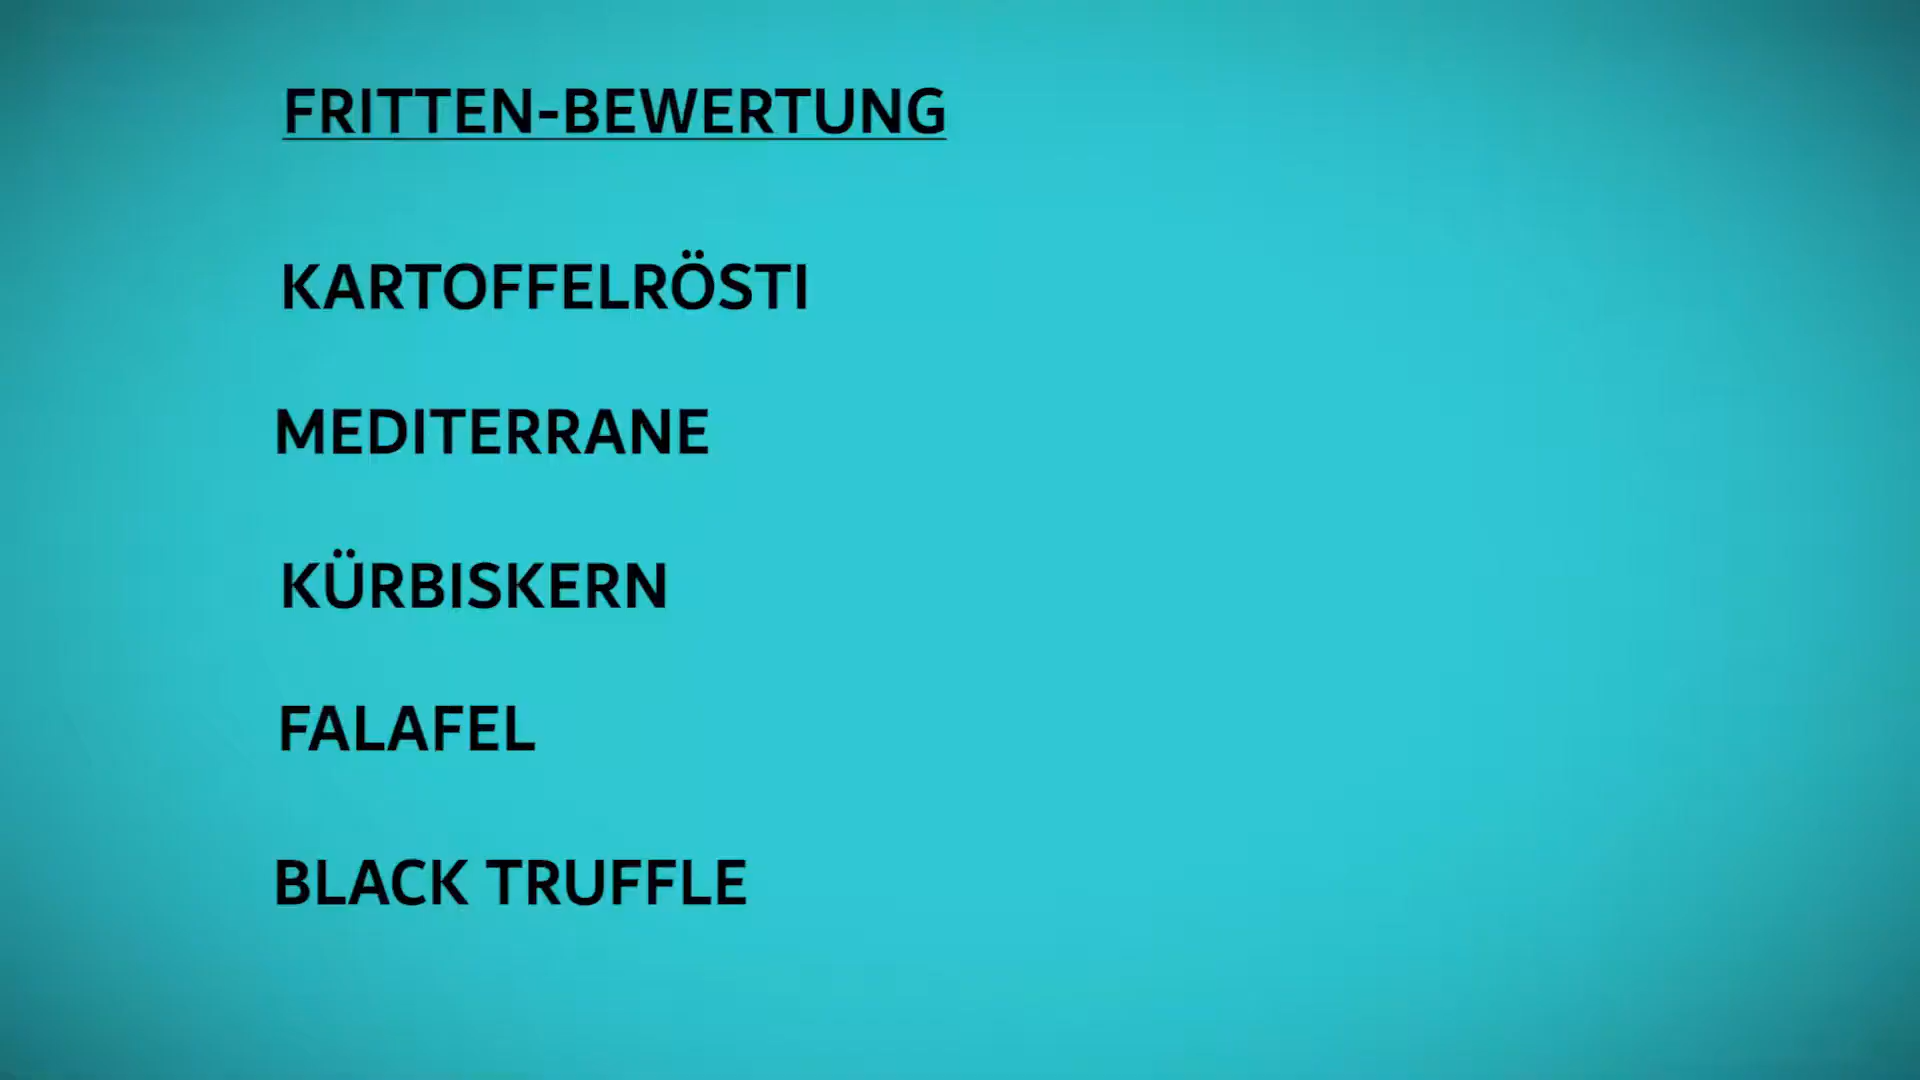 FRITTEN-BEWERTUNG
KARTOFFELRÖSTI
MEDITERRANE
KÜRBISKERN
FALAFEL
BLACK TRUFFLE